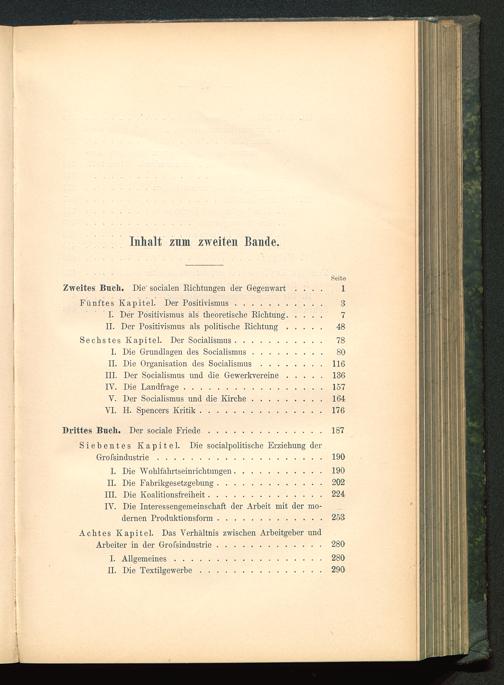 Inhalt zum zweiten Bande.
Seite
Zweites Buch. Die socialen Richtungen der Gegenwart . . . . 1
Fünftes Kapitel. Der Positivismus . . . . . . . . . . . 3
I. Der Positivismus als theoretische Richtung. . . . . 7
II. Der Positivismus als politische Richtung . . . . . 48
Sechstes Kapitel. Der Socialismus . . . . . . . . . . . 78
I. Die Grundlagen des Socialismus . . . . . . . . . 80
II. Die Organisation des Socialismus . . . . . . . . 116
III. Der Socialismus und die Gewerkvereine . . . . . 136
IV. Die Landfrage . . . . . . . . . . . . . . . . . 157
V. Der Socialismus und die Kirche . . . . . . . . . 164
VI. H. Spencers Kritik . . . . . . . . . . . . . . . 176
Drittes Buch. Der sociale Friede . . . . . . . . . . . . . . 187
Siebentes Kapitel. Die socialpolitische Erziehung der
Grofsindustrie . . . . . . . . . . . . . . . . . . . . 190
I. Die Wohlfahrtseinrichtungen . . . . . . . . . . . 190
II. Die Fabrikgesetzgebung . . . . . . . . . . . . . 202
III. Die Koalitionsfreiheit . . . . . . . . . . . . . . 224
IV. Die Interessengemeinschaft der Arbeit mit der mo-
dernen Produktionsform . . . . . . . . . . . . . 253
Achtes Kapitel. Das Verhältnis zwischen Arbeitgeber und
Arbeiter in der Grofsindustrie . . . . . . . . . . . . . 280
I. Allgemeines . . . . . . . . . . . . . . . . . . 280
II. Die Textilgewerbe . . . . . . . . . . . . . . . 290